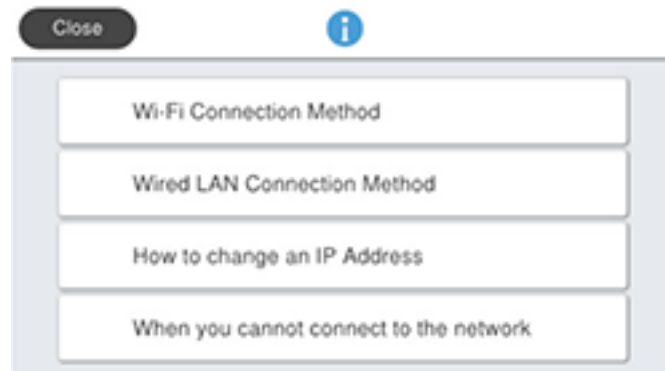 Close
i
Wi-Fi Connection Method
Wired LAN Connection Method
How to change an IP Address
When you cannot connect to the network